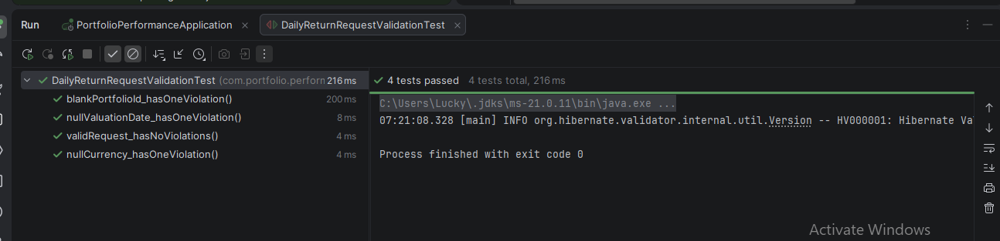 Run PortfolioPerformanceApplication DailyReturnRequestValidationTest
DailyReturnRequestValidationTest (com.portfolio.perforn 216 ms
blankPortfolioId_hasOneViolation() 200 ms
nullValuationDate_hasOneViolation() 8 ms
validRequest_hasNoViolations() 4 ms
nullCurrency_hasOneViolation() 4 ms
4 tests passed 4 tests total, 216 ms
C:\Users\Lucky\.jdks\ms-21.0.11\bin\java.exe ...
07:21:08.328 [main] INFO org.hibernate.validator.internal.util.Version -- HV000001: Hibernate Va
Process finished with exit code 0
Activate Windows